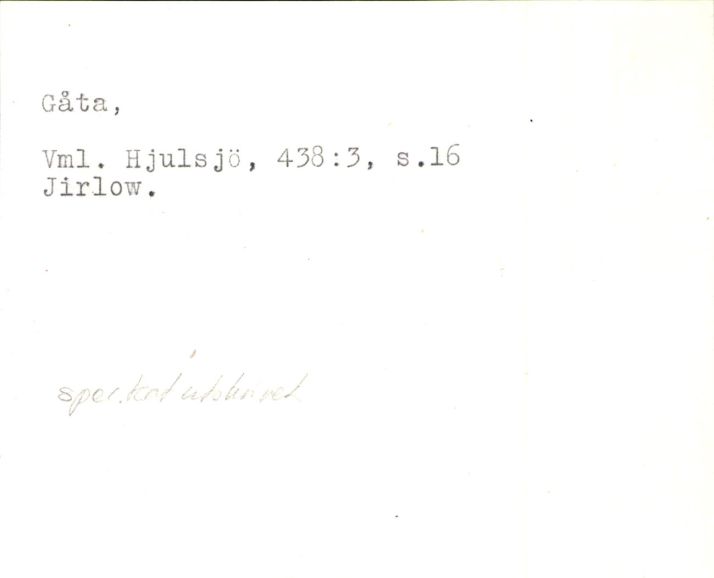 Gåta,
Vml. Hjulsjö, 438:3, s.16
Jirlow.
spec.kort utskrivet